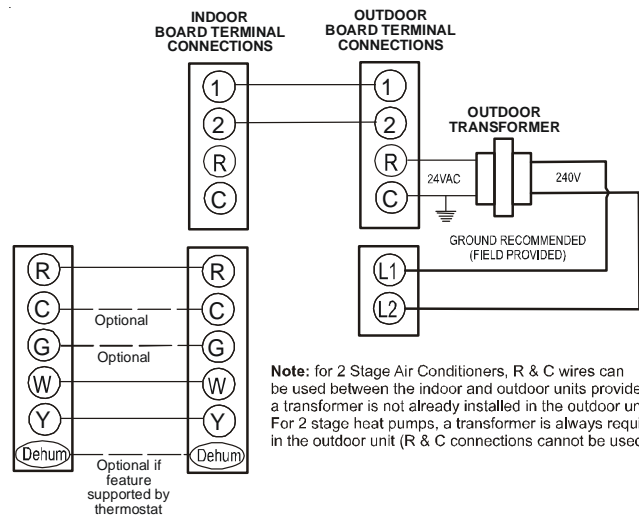 INDOOR
BOARD TERMINAL
CONNECTIONS
OUTDOOR
BOARD TERMINAL
CONNECTIONS
1
2
R
C
1
2
R
C
OUTDOOR
TRANSFORMER
24VAC
240V
GROUND RECOMMENDED
(FIELD PROVIDED)
L1
L2
R
C
G
W
Y
Dehum
Optional
Optional
Optional if
feature
supported by
thermostat
R
C
G
W
Y
Dehum
Note: for 2 Stage Air Conditioners, R & C wires can
be used between the indoor and outdoor units provide
a transformer is not already installed in the outdoor un
For 2 stage heat pumps, a transformer is always requi
in the outdoor unit (R & C connections cannot be used